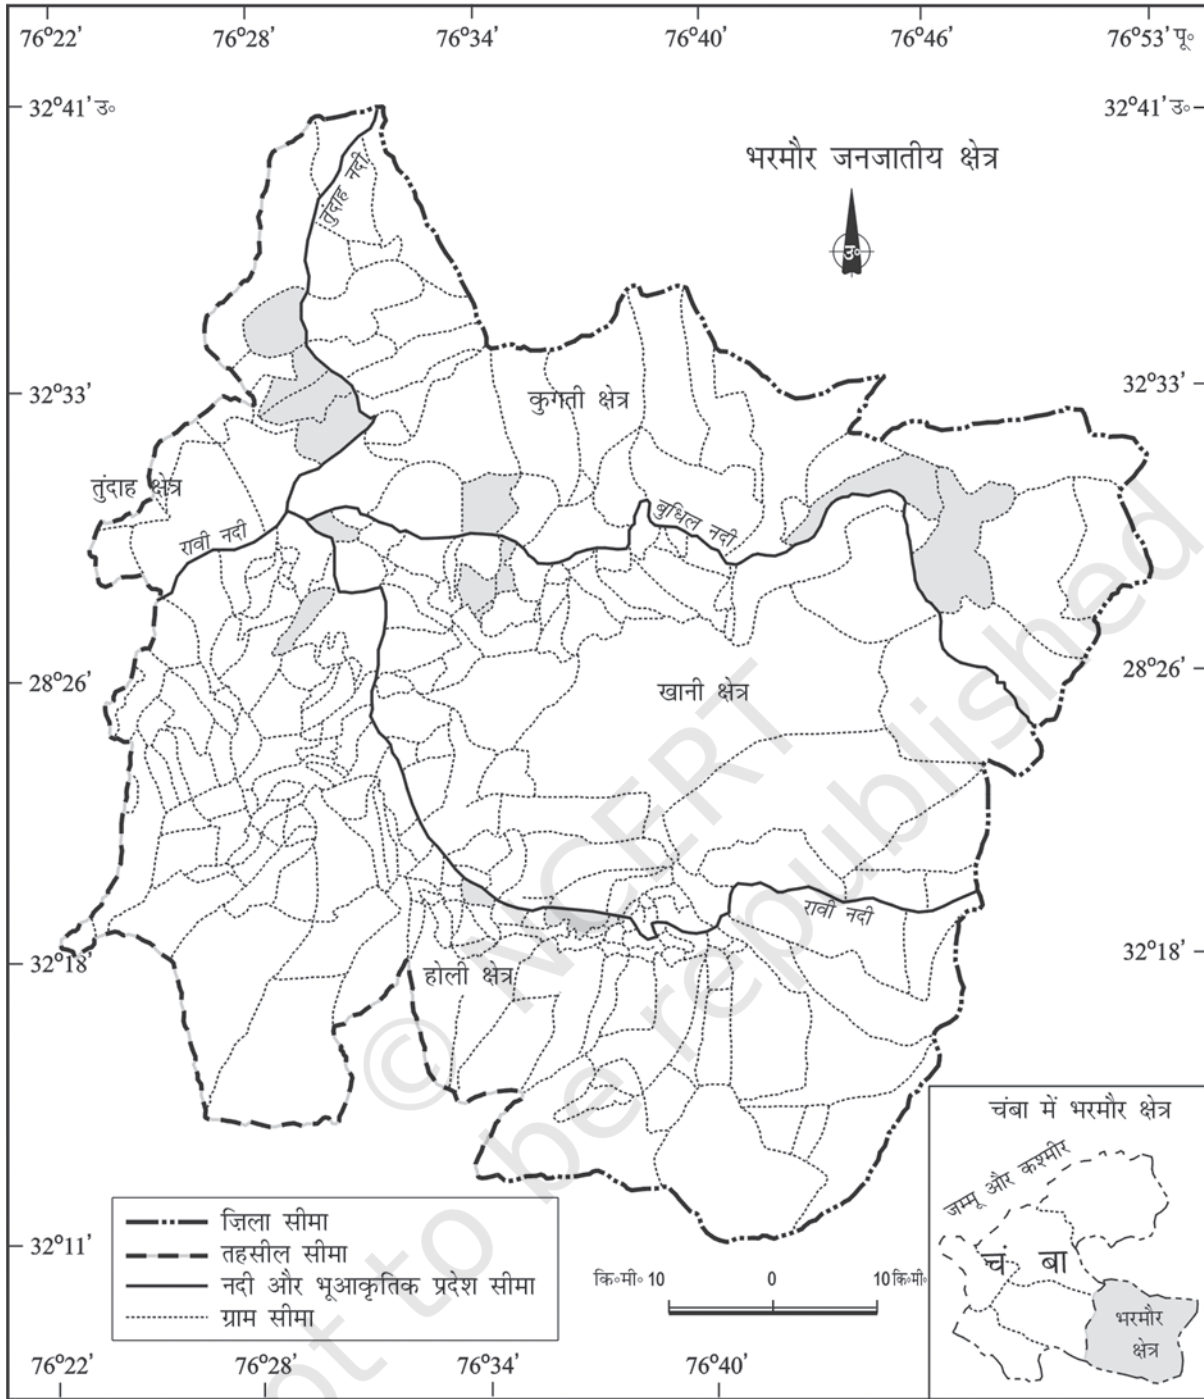 76°22' 76°28' 76°34' 76°40' 76°46' 76°53' पू॰
32°41' उ॰ 32°41' उ॰
भरमौर जनजातीय क्षेत्र
तुंदाह नदी
उ॰
32°33' 32°33'
कुगती क्षेत्र
तुंदाह क्षेत्र
बुधिल नदी
रावी नदी
28°26' 28°26'
खानी क्षेत्र
रावी नदी
32°18' 32°18'
होली क्षेत्र
© NCERT
not to be republished
चंबा में भरमौर क्षेत्र
जम्मू और कश्मीर
चंबा
भरमौर
क्षेत्र
ज़िला सीमा
तहसील सीमा
नदी और भूआकृतिक प्रदेश सीमा
ग्राम सीमा
32°11'
कि॰मी॰ 10 0 10 कि॰मी॰
76°22' 76°28' 76°34' 76°40'